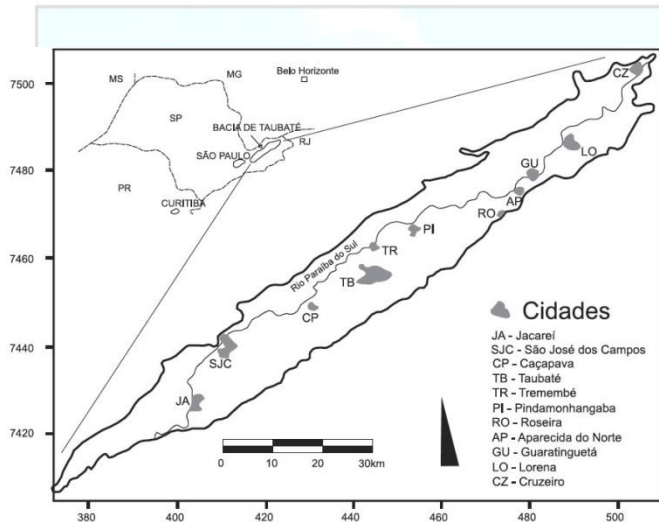 7500
7480
7460
7440
7420
380
400
420
440
460
480
500
MS
MG
Belo Horizonte
SP
BACIA DE TAUBATÉ
SÃO PAULO
RJ
PR
CURITIBA
CZ
LO
GU
AP
RO
PI
TR
Rio Paraíba do Sul
TB
CP
SJC
JA
0 10 20 30km
Cidades
JA - Jacareí
SJC - São José dos Campos
CP - Caçapava
TB - Taubaté
TR - Tremembé
PI - Pindamonhangaba
RO - Roseira
AP - Aparecida do Norte
GU - Guaratinguetá
LO - Lorena
CZ - Cruzeiro